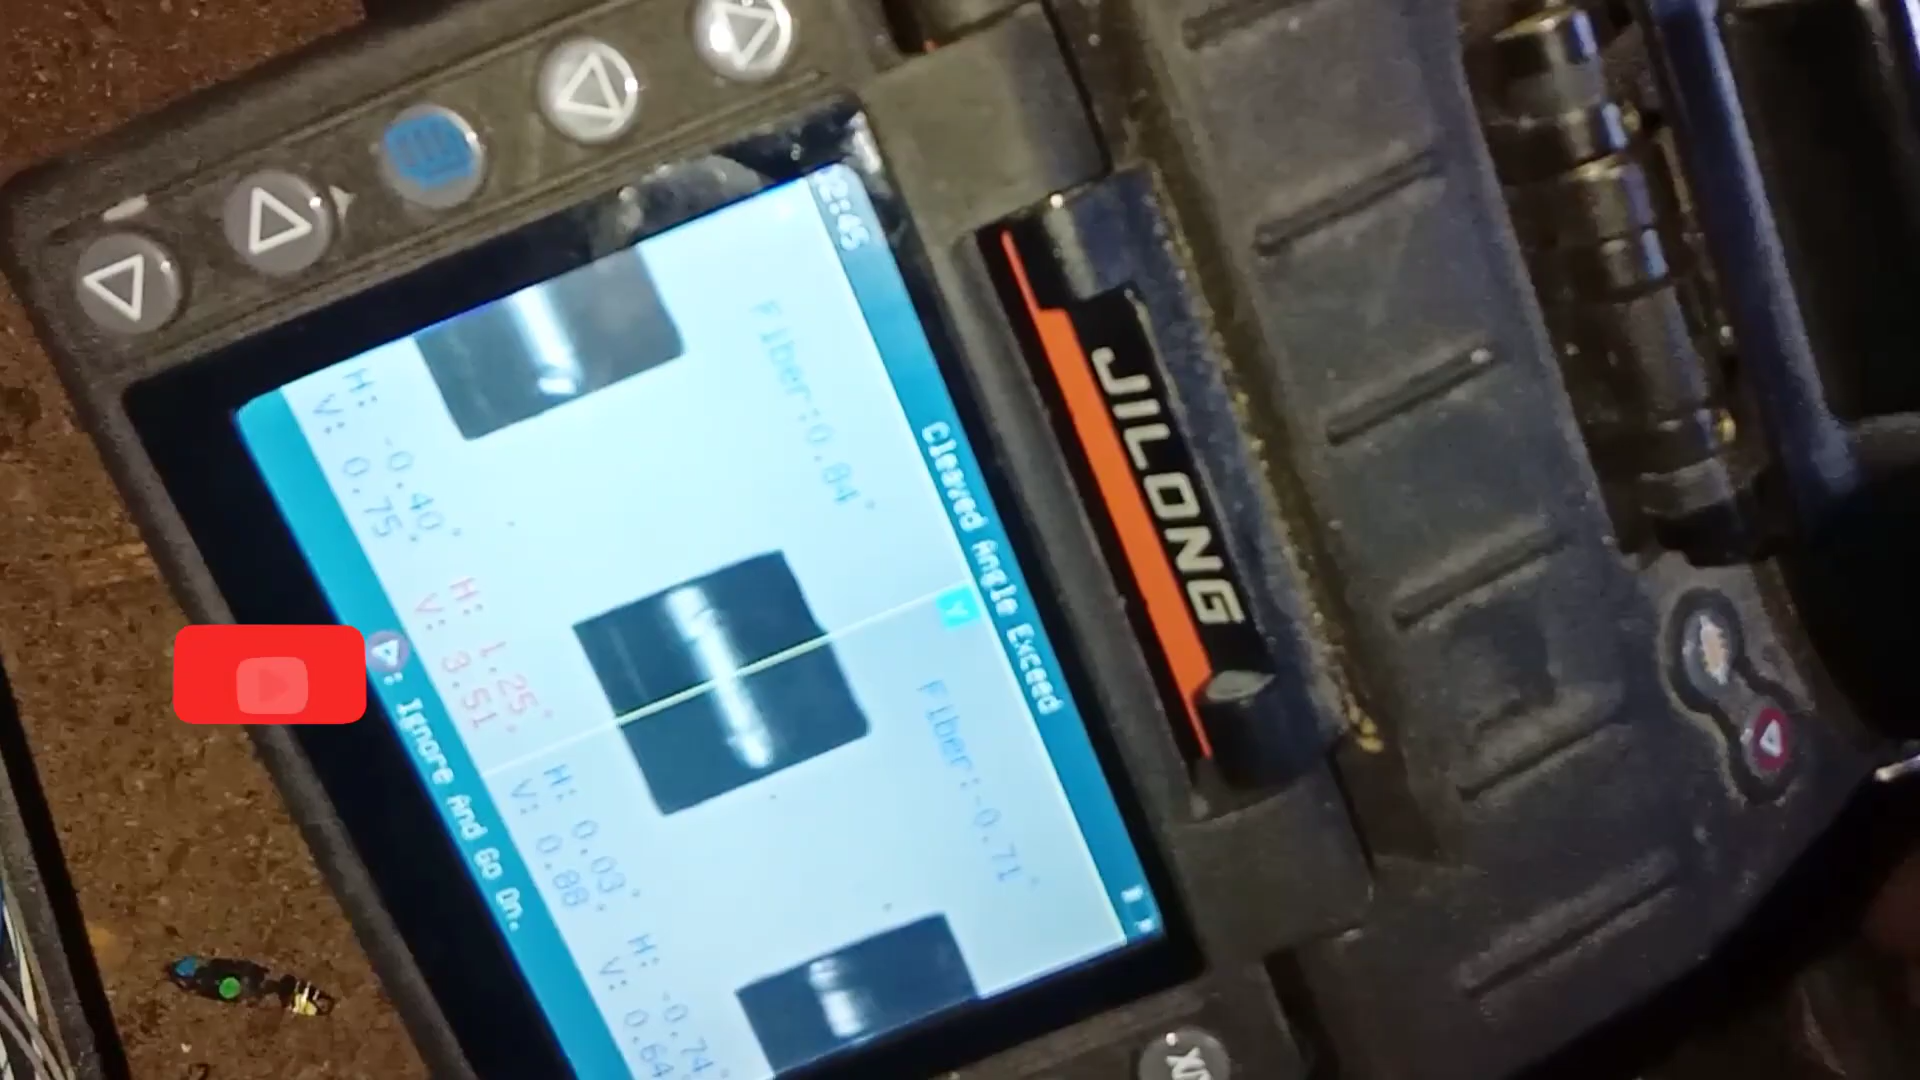 Cleaved Angle Exceed
Y
Fiber:0.84°
Fiber:-0.71°
H: -0.40°
V: 0.75°
H: 1.25°
V: 3.51°
H: 0.03°
V: 0.88°
H: -0.74°
V: 0.64
: Ignore And Go On.
JILONG